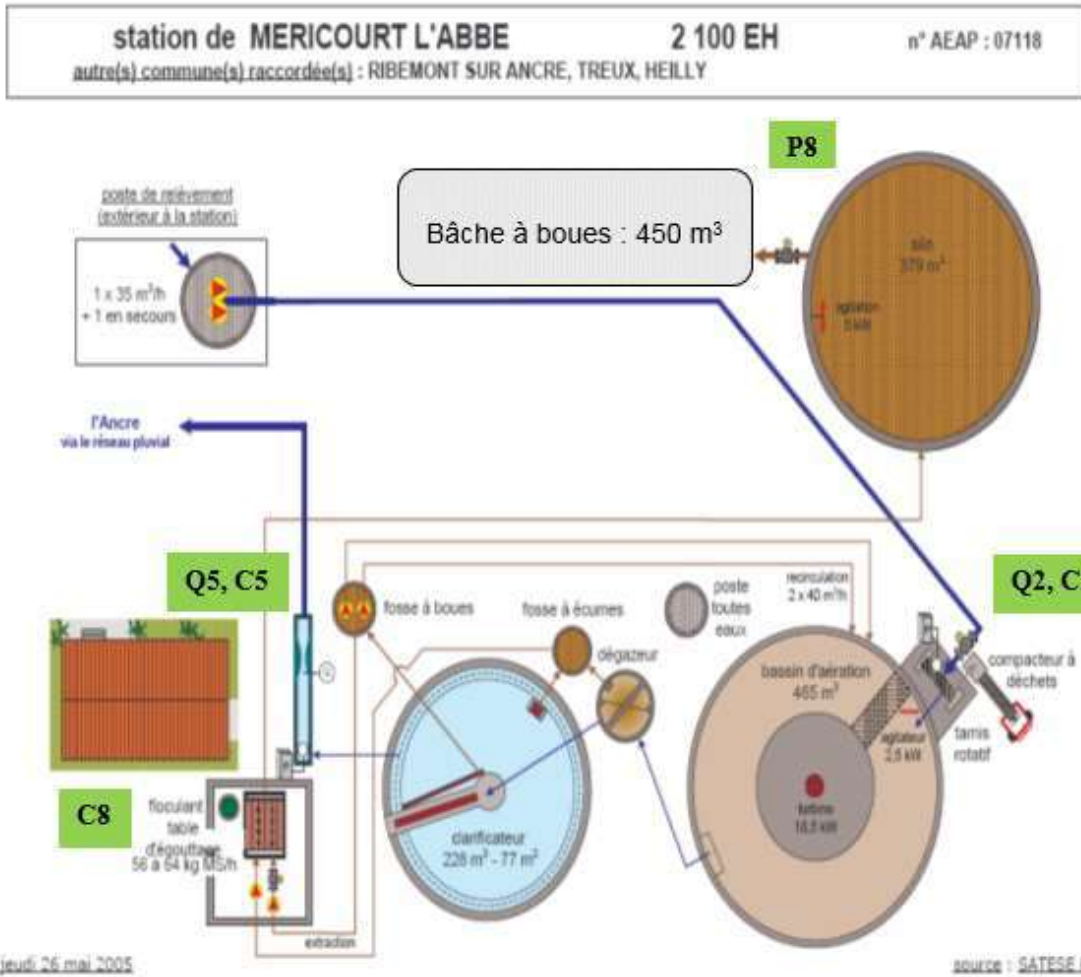 station de MERICOURT L'ABBE 2 100 EH n° AEAP : 07118
autre(s) commune(s) raccordée(s) : RIBEMONT SUR ANCRE, TREUX, HEILLY
P8
poste de relèvement
(extérieur à la station)
Bâche à boues : 450 m³
silo
379 m³
1 x 35 m³/h
+ 1 en secours
agitation
l'Ancre
via le réseau pluvial
Q5, C5
Q2, C
fosse à boues
fosse à écumes
poste
toutes
eaux
recirculation
2 x 40 m³/h
dégazeur
bassin d'aération
465 m³
compacteur à
déchets
agitateur
2,5 kW
tamis
rotatif
turbine
18,5 kW
C8
floculant
table
d'égouttage
56 à 64 kg MS/h
clarificateur
228 m³ - 77 m²
extraction
jeudi 26 mai 2005
source : SATESE